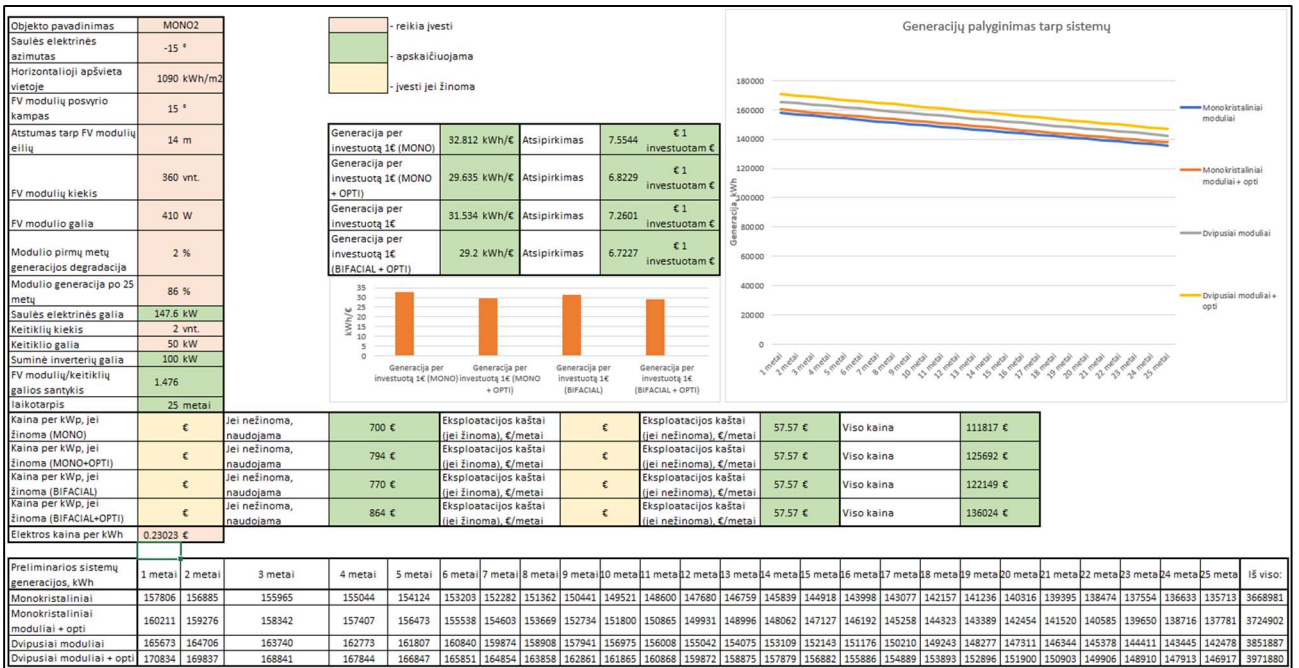 Objekto pavadinimas MONO2
Saulės elektrinės azimutas -15 °
Horizontalioji apšvieta vietoje 1090 kWh/m2
FV modulių posvyrio kampas 15 °
Atstumas tarp FV modulių eilių 14 m
FV modulių kiekis 360 vnt.
FV modulio galia 410 W
Modulio pirmų metų generacijos degradacija 2 %
Modulio generacija po 25 metų 86 %
Saulės elektrinės galia 147.6 kW
Keitiklių kiekis 2 vnt.
Keitiklio galia 50 kW
Suminė inverterių galia 100 kW
FV modulių/keitiklių galios santykis 1.476
laikotarpis 25 metai
- reikia įvesti
- apskaičiuojama
- įvesti jei žinoma
Generacija per investuotą 1€ (MONO) 32.812 kWh/€ Atsipirkimas 7.5544 € 1 investuotam €
Generacija per investuotą 1€ (MONO + OPTI) 29.635 kWh/€ Atsipirkimas 6.8229 € 1 investuotam €
Generacija per investuotą 1€ 31.534 kWh/€ Atsipirkimas 7.2601 € 1 investuotam €
Generacija per investuotą 1€ (BIFACIAL + OPTI) 29.2 kWh/€ Atsipirkimas 6.7227 € 1 investuotam €
kWh/€
35
30
25
20
15
10
5
0
Generacija per investuotą 1€ (MONO)
Generacija per investuotą 1€ (MONO + OPTI)
Generacija per investuotą 1€ (BIFACIAL)
Generacija per investuotą 1€ (BIFACIAL + OPTI)
Generacijų palyginimas tarp sistemų
Generacija, kWh
180000
160000
140000
120000
100000
80000
60000
40000
20000
0
1 metai 2 metai 3 metai 4 metai 5 metai 6 metai 7 metai 8 metai 9 metai 10 metai 11 metai 12 metai 13 metai 14 metai 15 metai 16 metai 17 metai 18 metai 19 metai 20 metai 21 metai 22 metai 23 metai 24 metai 25 metai
Monokristaliniai moduliai
Monokristaliniai moduliai + opti
Dvipusiai moduliai
Dvipusiai moduliai + opti
Kaina per kWp, jei žinoma (MONO) € Jei nežinoma, naudojama 700 € Eksploatacijos kaštai (jei žinoma), €/metai € Eksploatacijos kaštai (jei nežinoma), €/metai 57.57 € Viso kaina 111817 €
Kaina per kWp, jei žinoma (MONO+OPTI) € Jei nežinoma, naudojama 794 € Eksploatacijos kaštai (jei žinoma), €/metai € Eksploatacijos kaštai (jei nežinoma), €/metai 57.57 € Viso kaina 125692 €
Kaina per kWp, jei žinoma (BIFACIAL) € Jei nežinoma, naudojama 770 € Eksploatacijos kaštai (jei žinoma), €/metai € Eksploatacijos kaštai (jei nežinoma), €/metai 57.57 € Viso kaina 122149 €
Kaina per kWp, jei žinoma (BIFACIAL+OPTI) € Jei nežinoma, naudojama 864 € Eksploatacijos kaštai (jei žinoma), €/metai € Eksploatacijos kaštai (jei nežinoma), €/metai 57.57 € Viso kaina 136024 €
Elektros kaina per kWh 0.23023 €
Preliminarios sistemų generacijos, kWh 1 metai 2 metai 3 metai 4 metai 5 metai 6 metai 7 metai 8 metai 9 metai 10 metai 11 metai 12 metai 13 metai 14 metai 15 metai 16 metai 17 metai 18 metai 19 metai 20 metai 21 metai 22 metai 23 metai 24 metai 25 metai Iš viso:
Monokristaliniai 157806 156885 155965 155044 154124 153203 152282 151362 150441 149521 148600 147680 146759 145839 144918 143998 143077 142157 141236 140316 139395 138474 137554 136633 135713 3668981
Monokristaliniai moduliai + opti 160211 159276 158342 157407 156473 155538 154603 153669 152734 151800 150865 149931 148996 148062 147127 146192 145258 144323 143389 142454 141520 140585 139650 138716 137781 3724902
Dvipusiai moduliai 165673 164706 163740 162773 161807 160840 159874 158908 157941 156975 156008 155042 154075 153109 152143 151176 150210 149243 148277 147311 146344 145378 144411 143445 142478 3851887
Dvipusiai moduliai + opti 170834 169837 168841 167844 166847 165851 164854 163858 162861 161865 160868 159872 158875 157879 156882 155886 154889 153893 152896 151900 150903 149906 148910 147913 146917 3971880